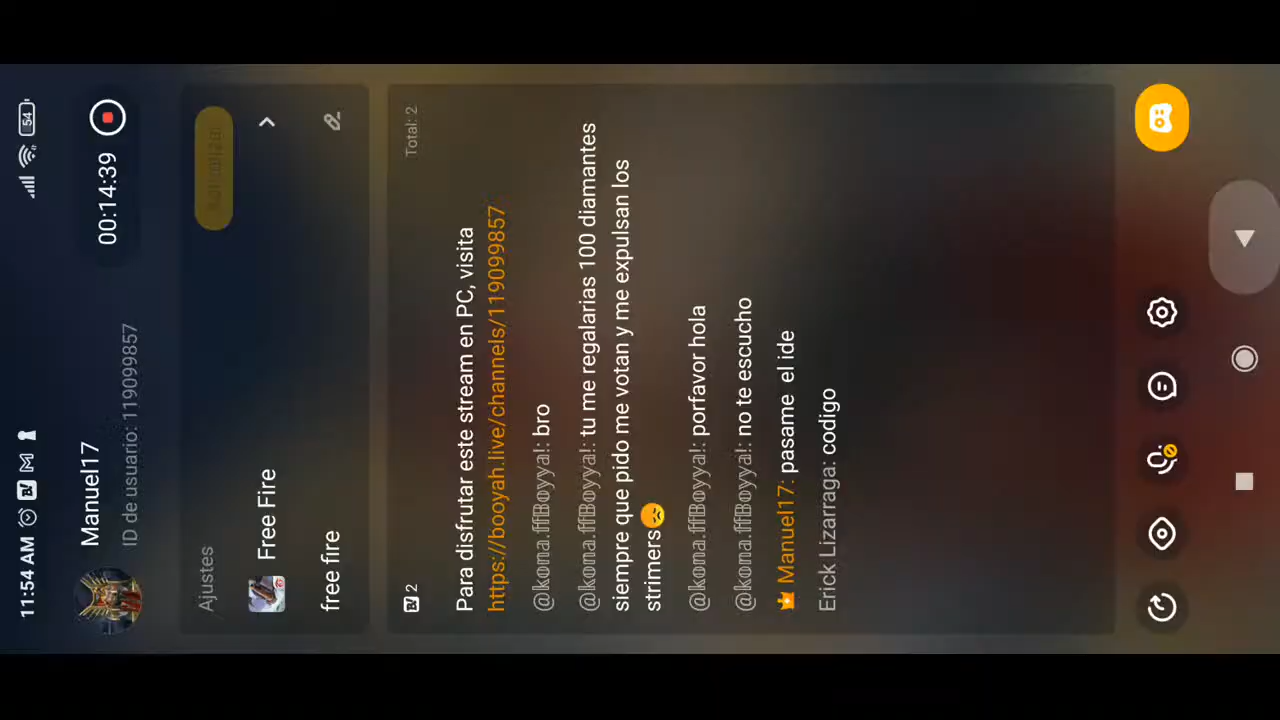 11:54 AM
54
Manuel17
ID de usuario: 119099857
00:14:39
Ajustes
Free Fire
free fire
2
Total: 2
Para disfrutar este stream en PC, visita
https://booyah.live/channels/119099857
@𝕜𝕠𝕟𝕒.𝕗𝕗𝔹𝕠𝕪𝕪𝕒!: bro
@𝕜𝕠𝕟𝕒.𝕗𝕗𝔹𝕠𝕪𝕪𝕒!: tu me regalarias 100 diamantes
siempre que pido me votan y me expulsan los
strimers😔
@𝕜𝕠𝕟𝕒.𝕗𝕗𝔹𝕠𝕪𝕪𝕒!: porfavor hola
@𝕜𝕠𝕟𝕒.𝕗𝕗𝔹𝕠𝕪𝕪𝕒!: no te escucho
Manuel17: pasame el ide
Erick Lizarraga: codigo